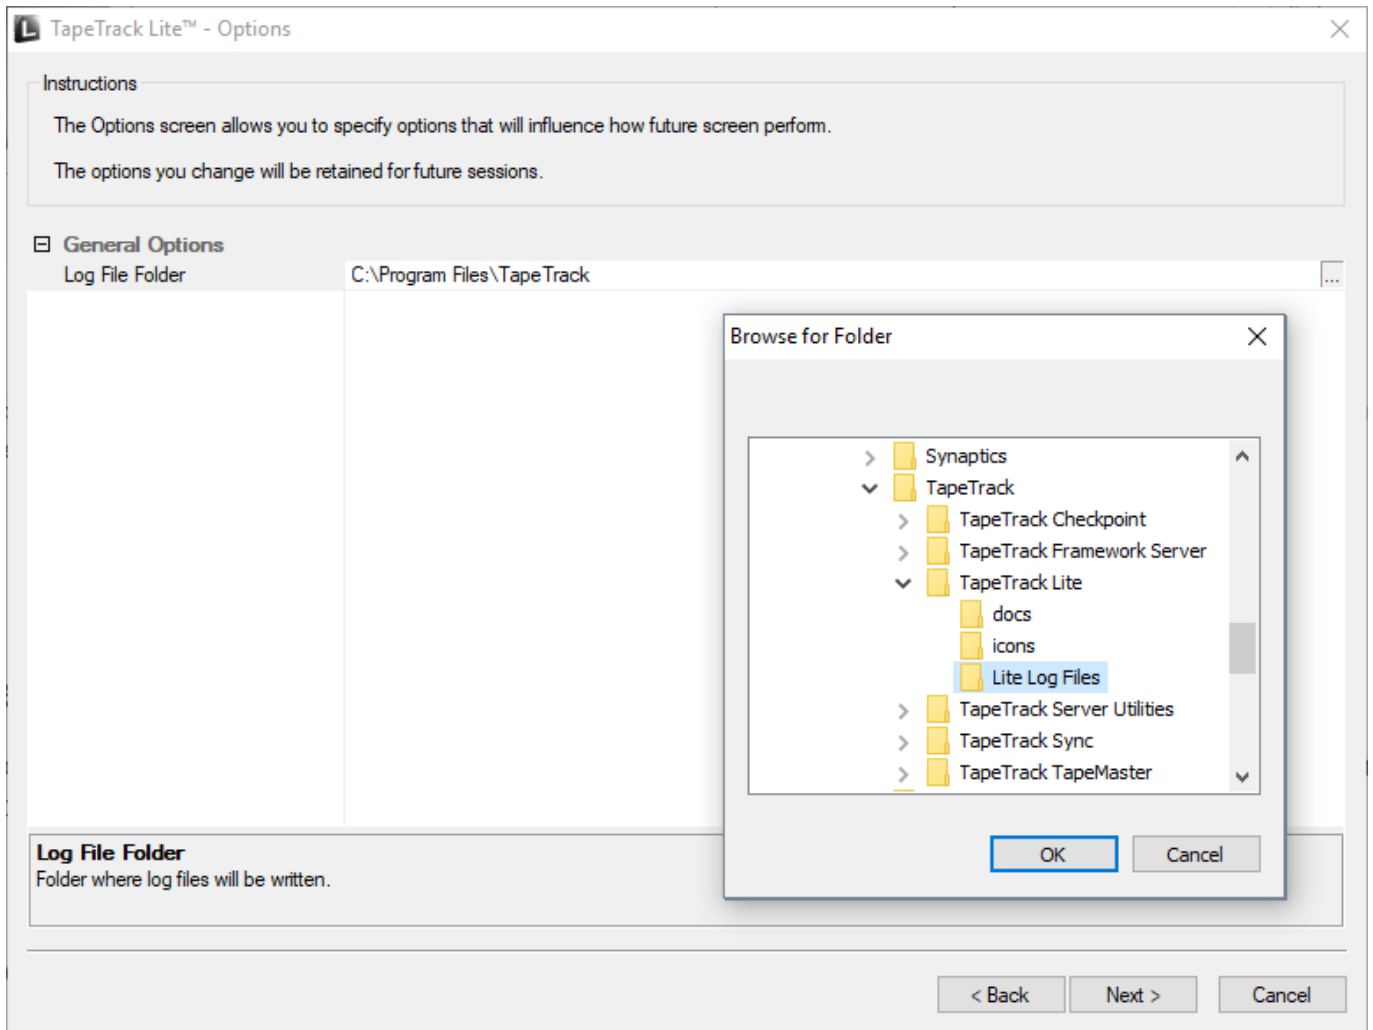 TapeTrack Lite™ - Options
Instructions
The Options screen allows you to specify options that will influence how future screen perform.
The options you change will be retained for future sessions.
General Options
Log File Folder C:\Program Files\TapeTrack ...
Browse for Folder
Synaptics
TapeTrack
TapeTrack Checkpoint
TapeTrack Framework Server
TapeTrack Lite
docs
icons
Lite Log Files
TapeTrack Server Utilities
TapeTrack Sync
TapeTrack TapeMaster
OK Cancel
Log File Folder
Folder where log files will be written.
< Back Next > Cancel